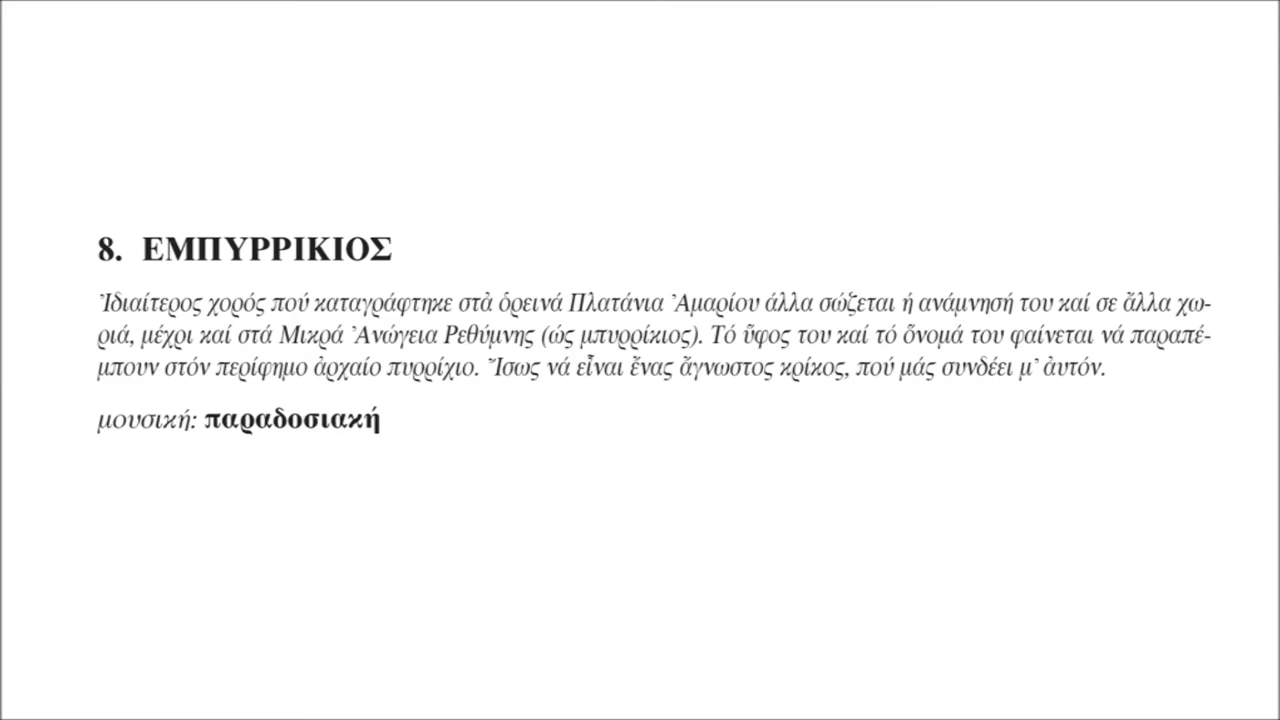 8. ΕΜΠΥΡΡΙΚΙΟΣ
Ἰδιαίτερος χορός πού καταγράφτηκε στὰ ὁρεινά Πλατάνια Ἀμαρίου άλλα σώζεται ή ανάμνησή του καί σε ἄλλα χω-
ριά, μέχρι καί στά Μικρά Ἀνώγεια Ρεθύμνης (ώς μπυρρίκιος). Τό ὕφος του καί τό ὄνομά του φαίνεται νά παραπέ-
μπουν στόν περίφημο ἀρχαίο πυρρίχιο. Ἴσως νά εἶναι ἕνας ἄγνωστος κρίκος, πού μάς συνδέει μ' ἀυτόν.
μουσική: παραδοσιακή